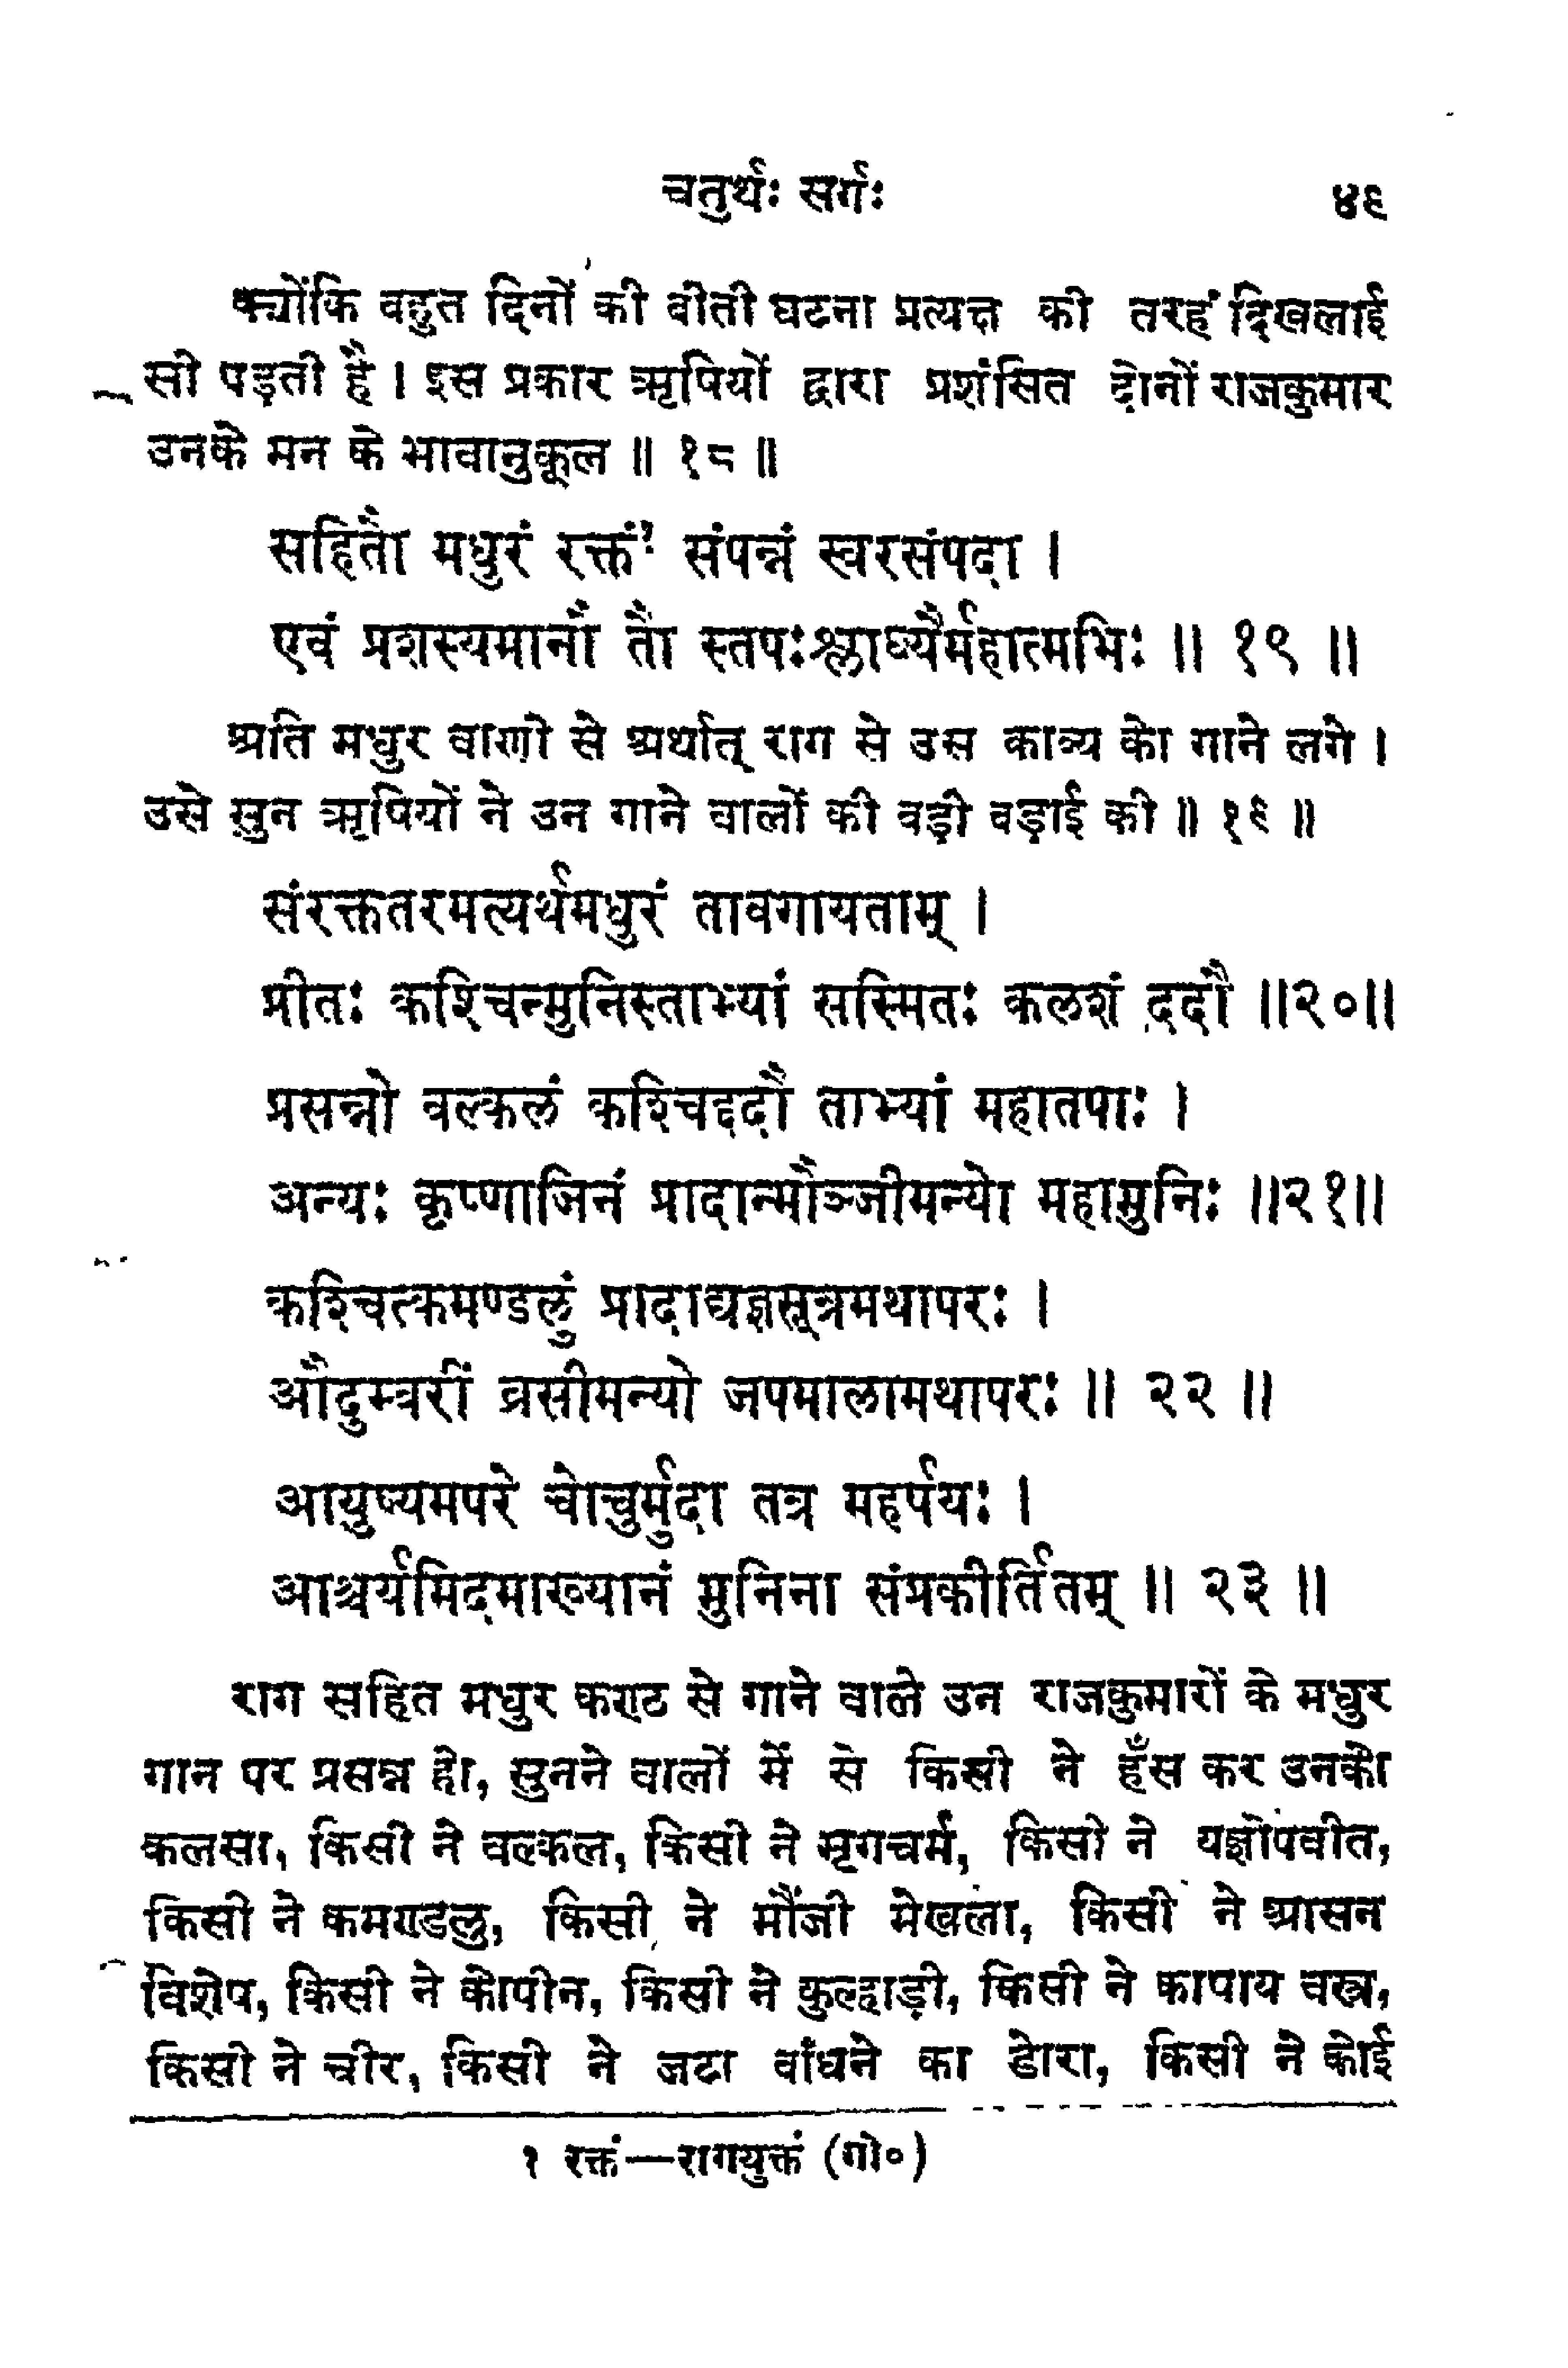 चतुर्थः सर्गः ४९
क्योंकि बहुत दिनों की बीती घटना प्रत्यक्ष की तरह दिखलाई
सी पड़ती है । इस प्रकार ऋषियों द्वारा प्रशंसित दोनों राजकुमार
उनके मन के भावानुकूल ॥ १८ ॥
सहितौ मधुरं रक्तं१ संपन्नं स्वरसंपदा ।
एवं प्रशस्यमानौ तौ स्तपःश्लाघ्यैर्महात्मभिः ॥ १९ ॥
अति मधुर वाणी से अर्थात् राग से उस काव्य को गाने लगे ।
उसे सुन ऋषियों ने उन गाने वालों की बड़ी बड़ाई की ॥ १९ ॥
संरक्ततरमत्यर्थमधुरं तावगायताम् ।
प्रीतः कश्चिन्मुनिस्ताभ्यां सस्मितः कलशं ददौ ॥२०॥
प्रसन्नो वल्कलं कश्चिद्ददौ ताभ्यां महातपाः ।
अन्यः कृष्णाजिनं प्रादान्मौञ्जीमन्यो महामुनिः ॥२१॥
कश्चित्कमण्डलुं प्रादाद्यज्ञसूत्रमथापरः ।
औदुम्बरीं ब्रसीमन्यो जपमालामथापरः ॥ २२ ॥
आयुष्यमपरे चोचुर्मुदा तत्र महर्षयः ।
आश्चर्यमिदमाख्यानं मुनिना संप्रकीर्तितम् ॥ २३ ॥
राग सहित मधुर कण्ठ से गाने वाले उन राजकुमारों के मधुर
गान पर प्रसन्न हो, सुनने वालों में से किसी ने हँस कर उनको
कलसा, किसी ने वल्कल, किसी ने मृगचर्म, किसी ने यज्ञोपवीत,
किसी ने कमण्डलु, किसी ने मौंजी मेखला, किसी ने आसन
विशेष, किसी ने कोपीन, किसी ने कुल्हाड़ी, किसी ने काषाय वस्त्र,
किसी ने चीर, किसी ने जटा बांधने का डोरा, किसी ने कोई
१ रक्तं—रागयुक्तं (गो०)